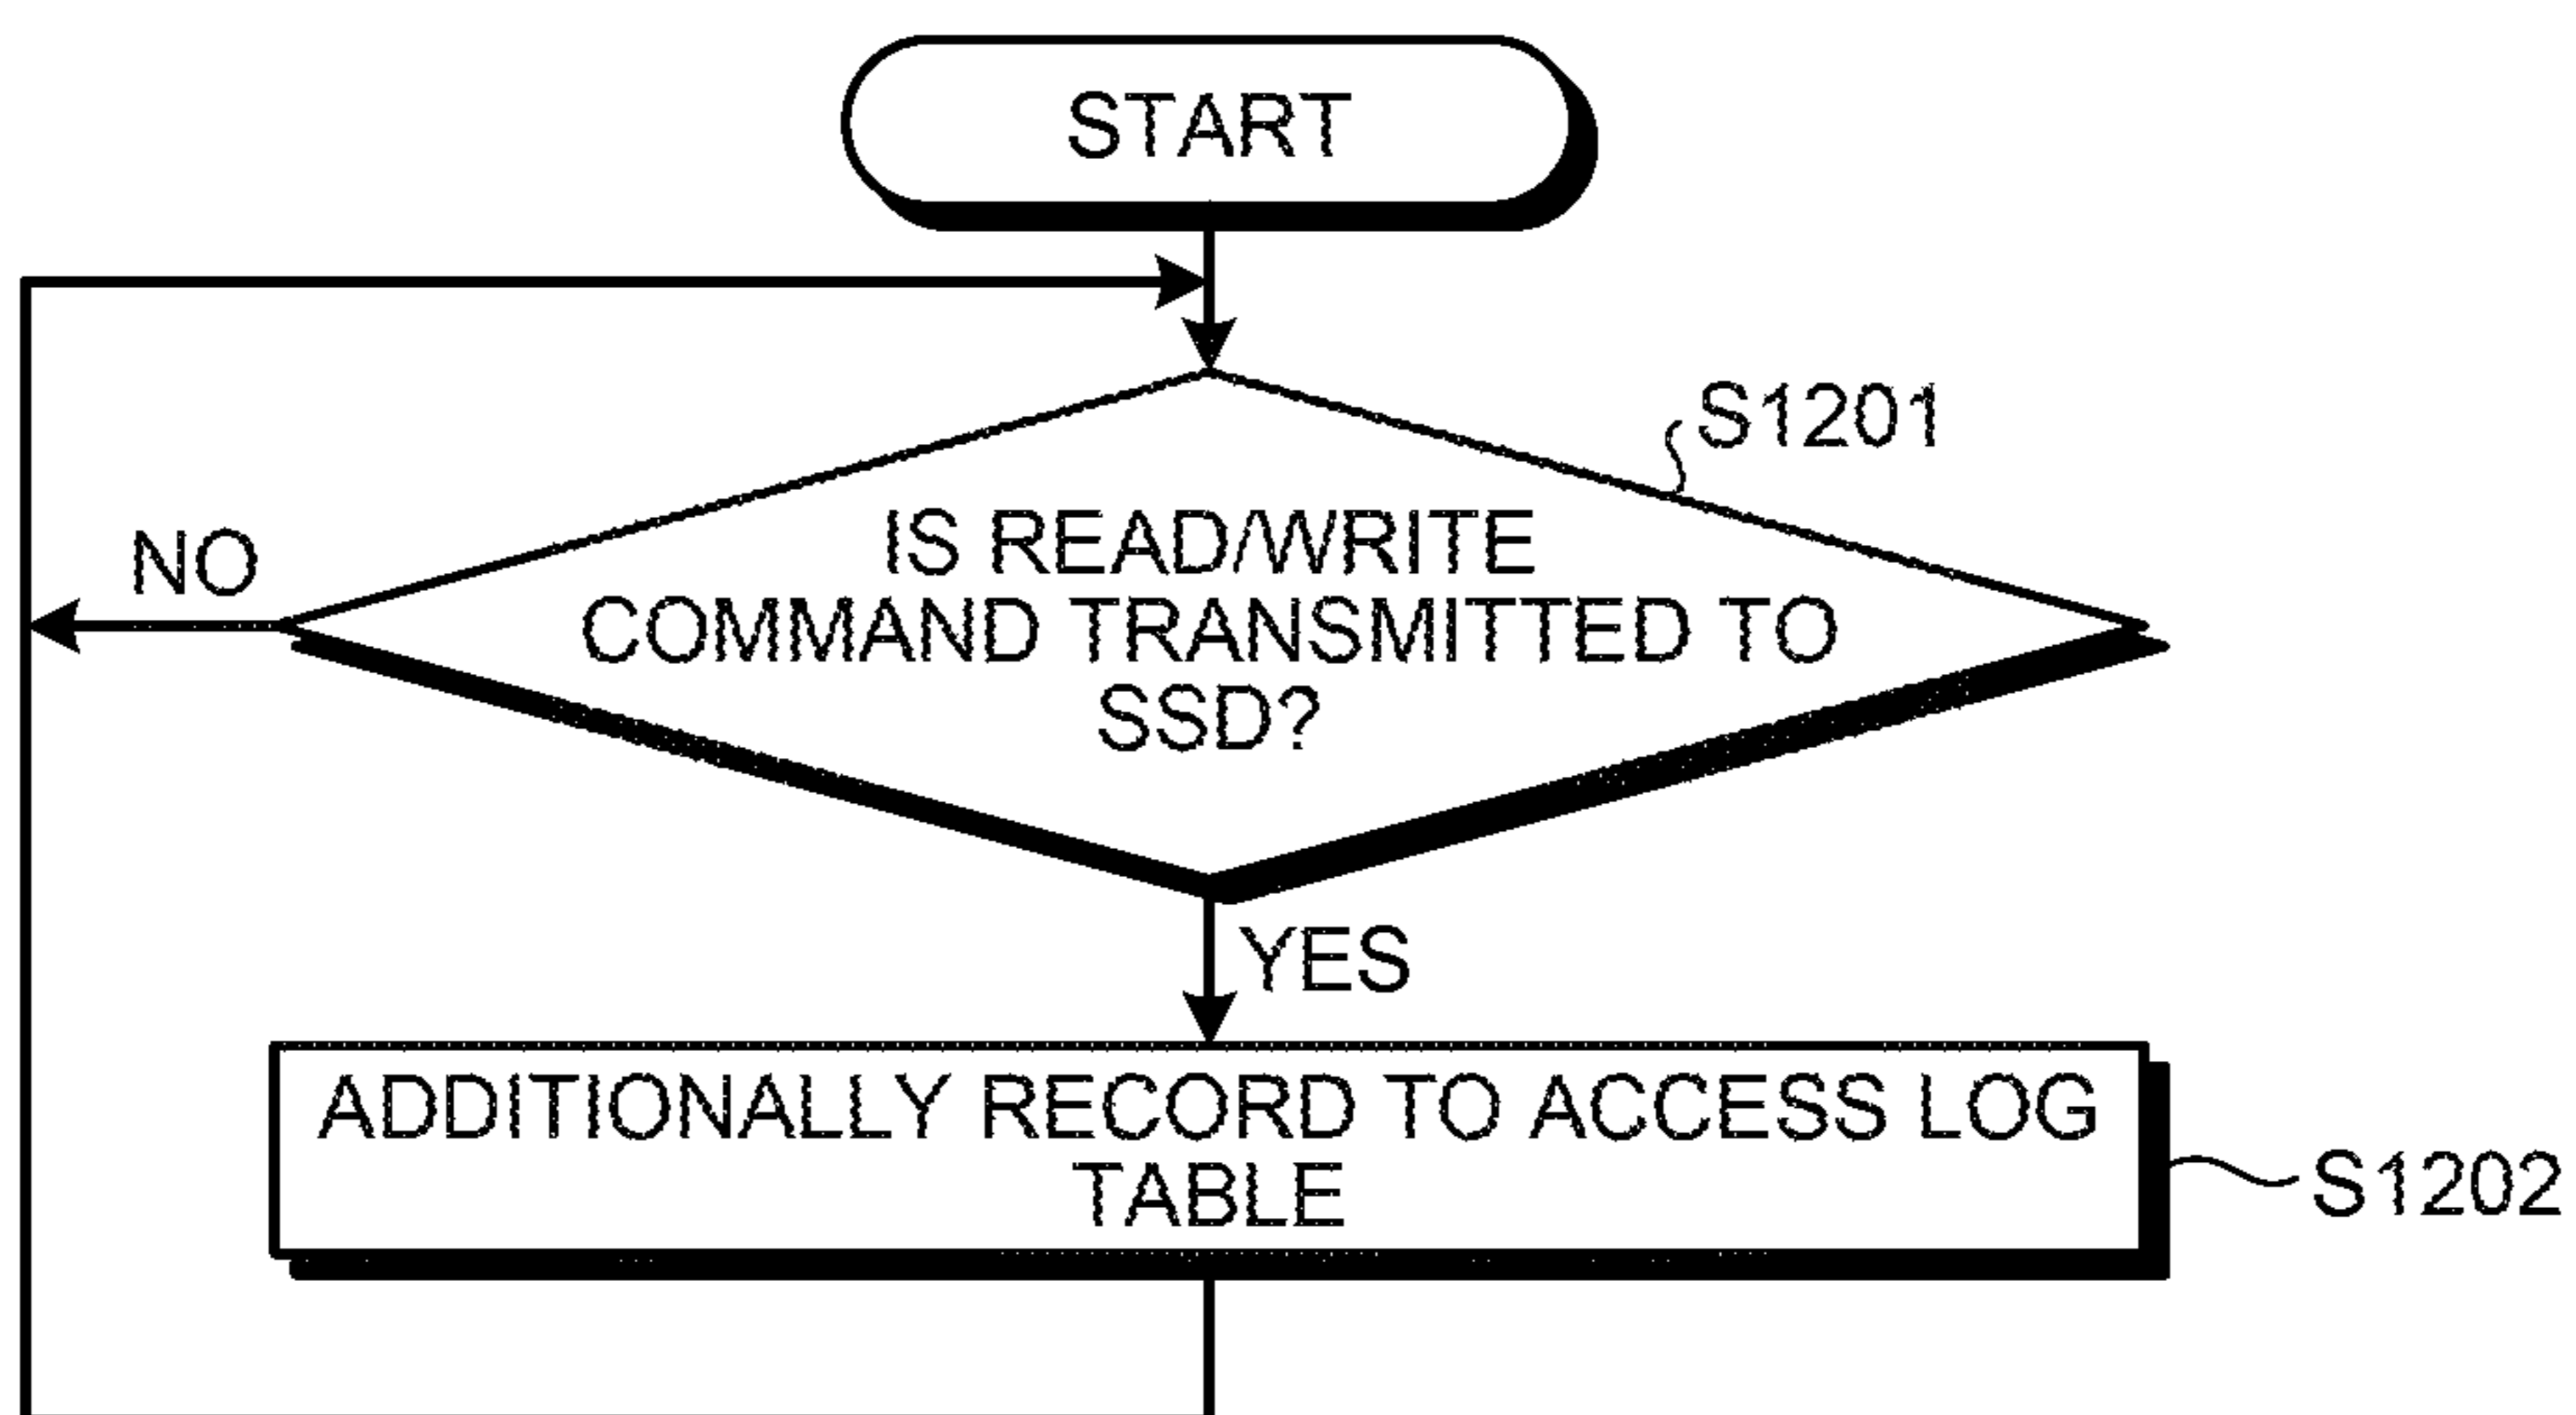 START
S1201
IS READ/WRITE
NO
COMMAND TRANSMITTED TO
SSD?
YES
ADDITIONALLY RECORD TO ACCESS LOG
TABLE
S1202